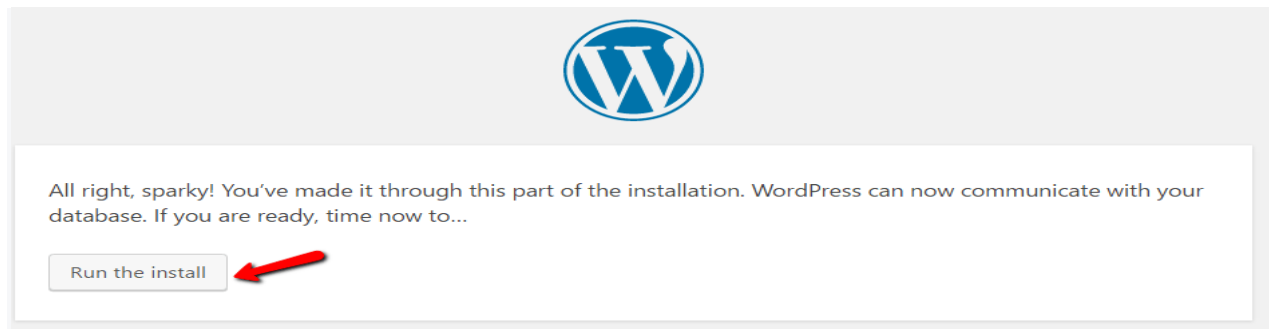 All right, sparky! You’ve made it through this part of the installation. WordPress can now communicate with your
database. If you are ready, time now to…
Run the install